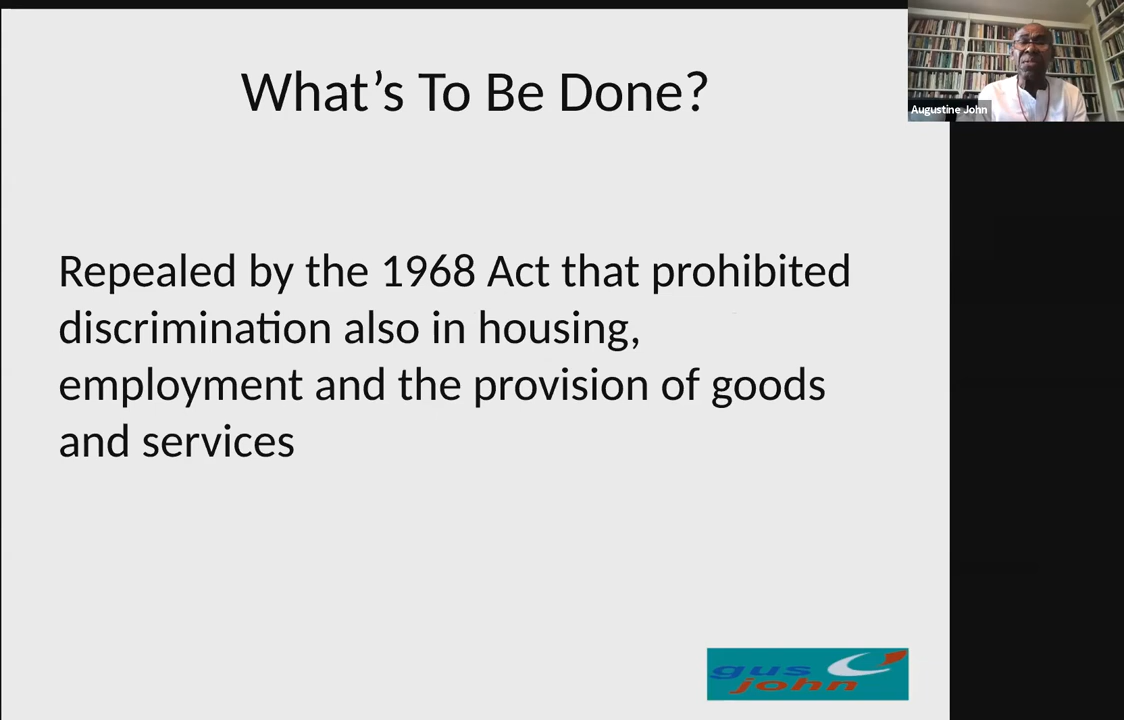 What's To Be Done?
Augustine John
Repealed by the 1968 Act that prohibited
discrimination also in housing,
employment and the provision of goods
and services
gus
john